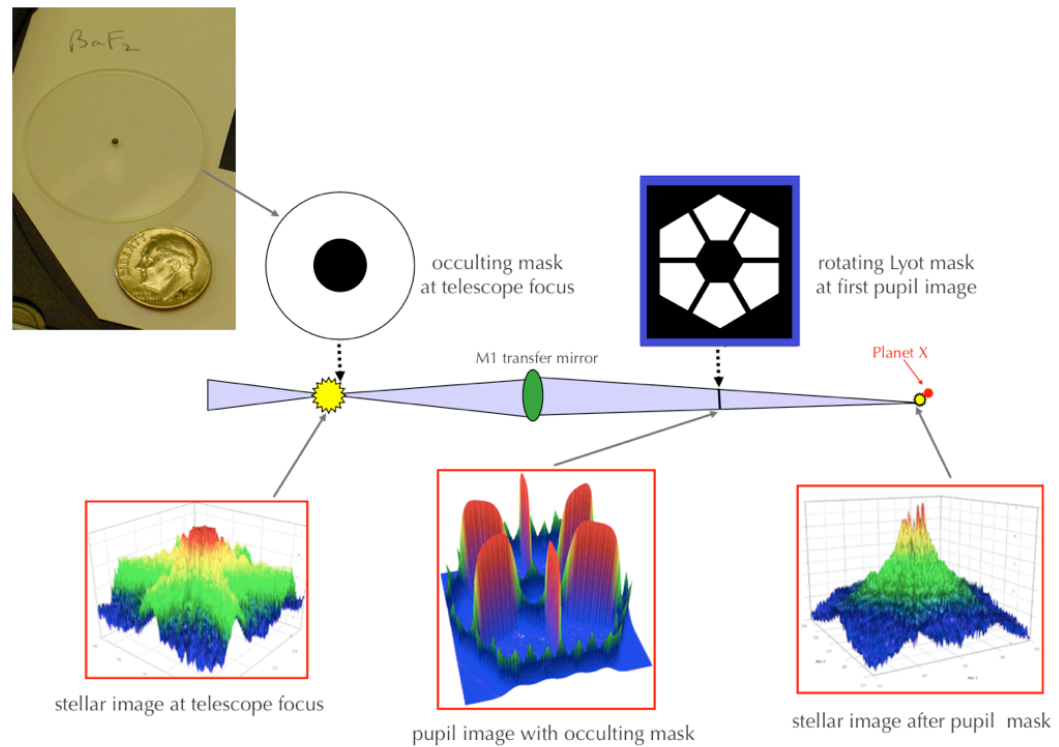 BaF2
LIBERTY
occulting mask
at telescope focus
rotating Lyot mask
at first pupil image
M1 transfer mirror
Planet X
stellar image at telescope focus
pupil image with occulting mask
stellar image after pupil mask